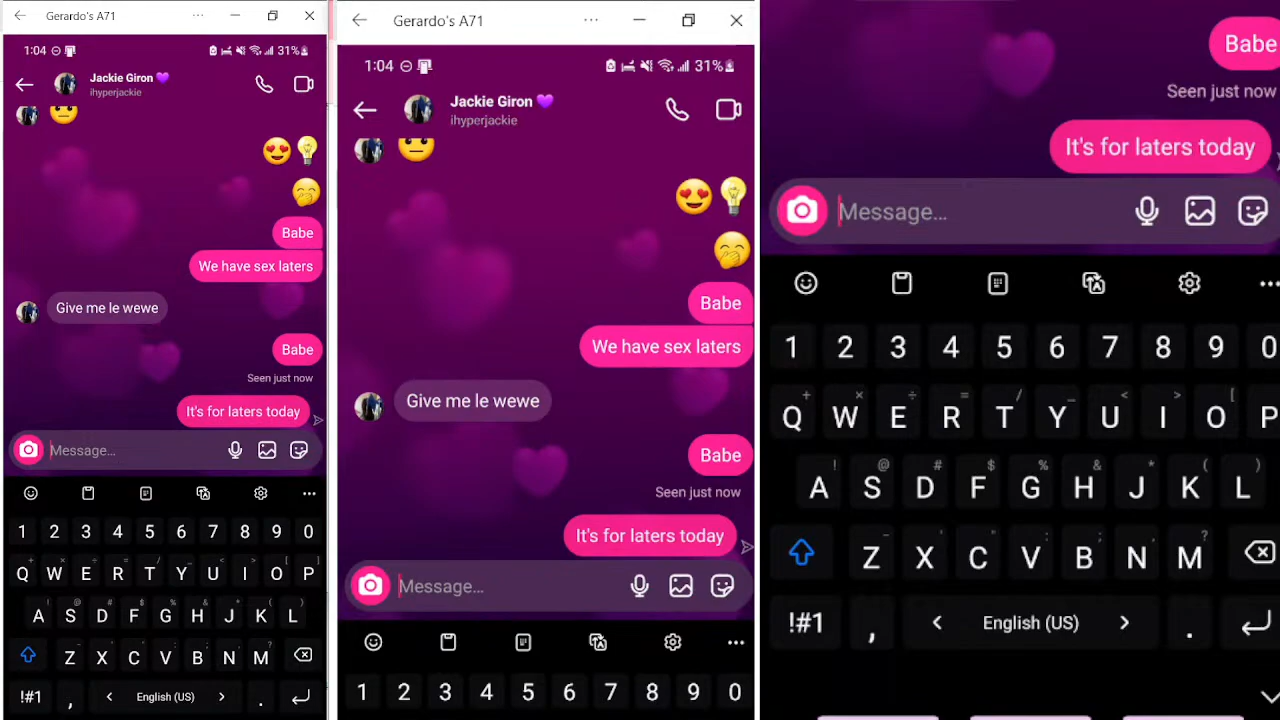 Gerardo's A71
1:04
31%
Jackie Giron 💜
ihyperjackie
😍💡
🤭
Babe
We have sex laters
Give me le wewe
Babe
Seen just now
It's for laters today
Message...
1 2 3 4 5 6 7 8 9 0
Q W E R T Y U I O P
A S D F G H J K L
Z X C V B N M
!#1 , < English (US) > .
Gerardo's A71
1:04
31%
Jackie Giron 💜
ihyperjackie
😍💡
🤭
Babe
We have sex laters
Give me le wewe
Babe
Seen just now
It's for laters today
Message...
1 2 3 4 5 6 7 8 9 0
Babe
Seen just now
It's for laters today
Message...
1 2 3 4 5 6 7 8 9 0
Q W E R T Y U I O P
A S D F G H J K L
Z X C V B N M
!#1 , < English (US) > .